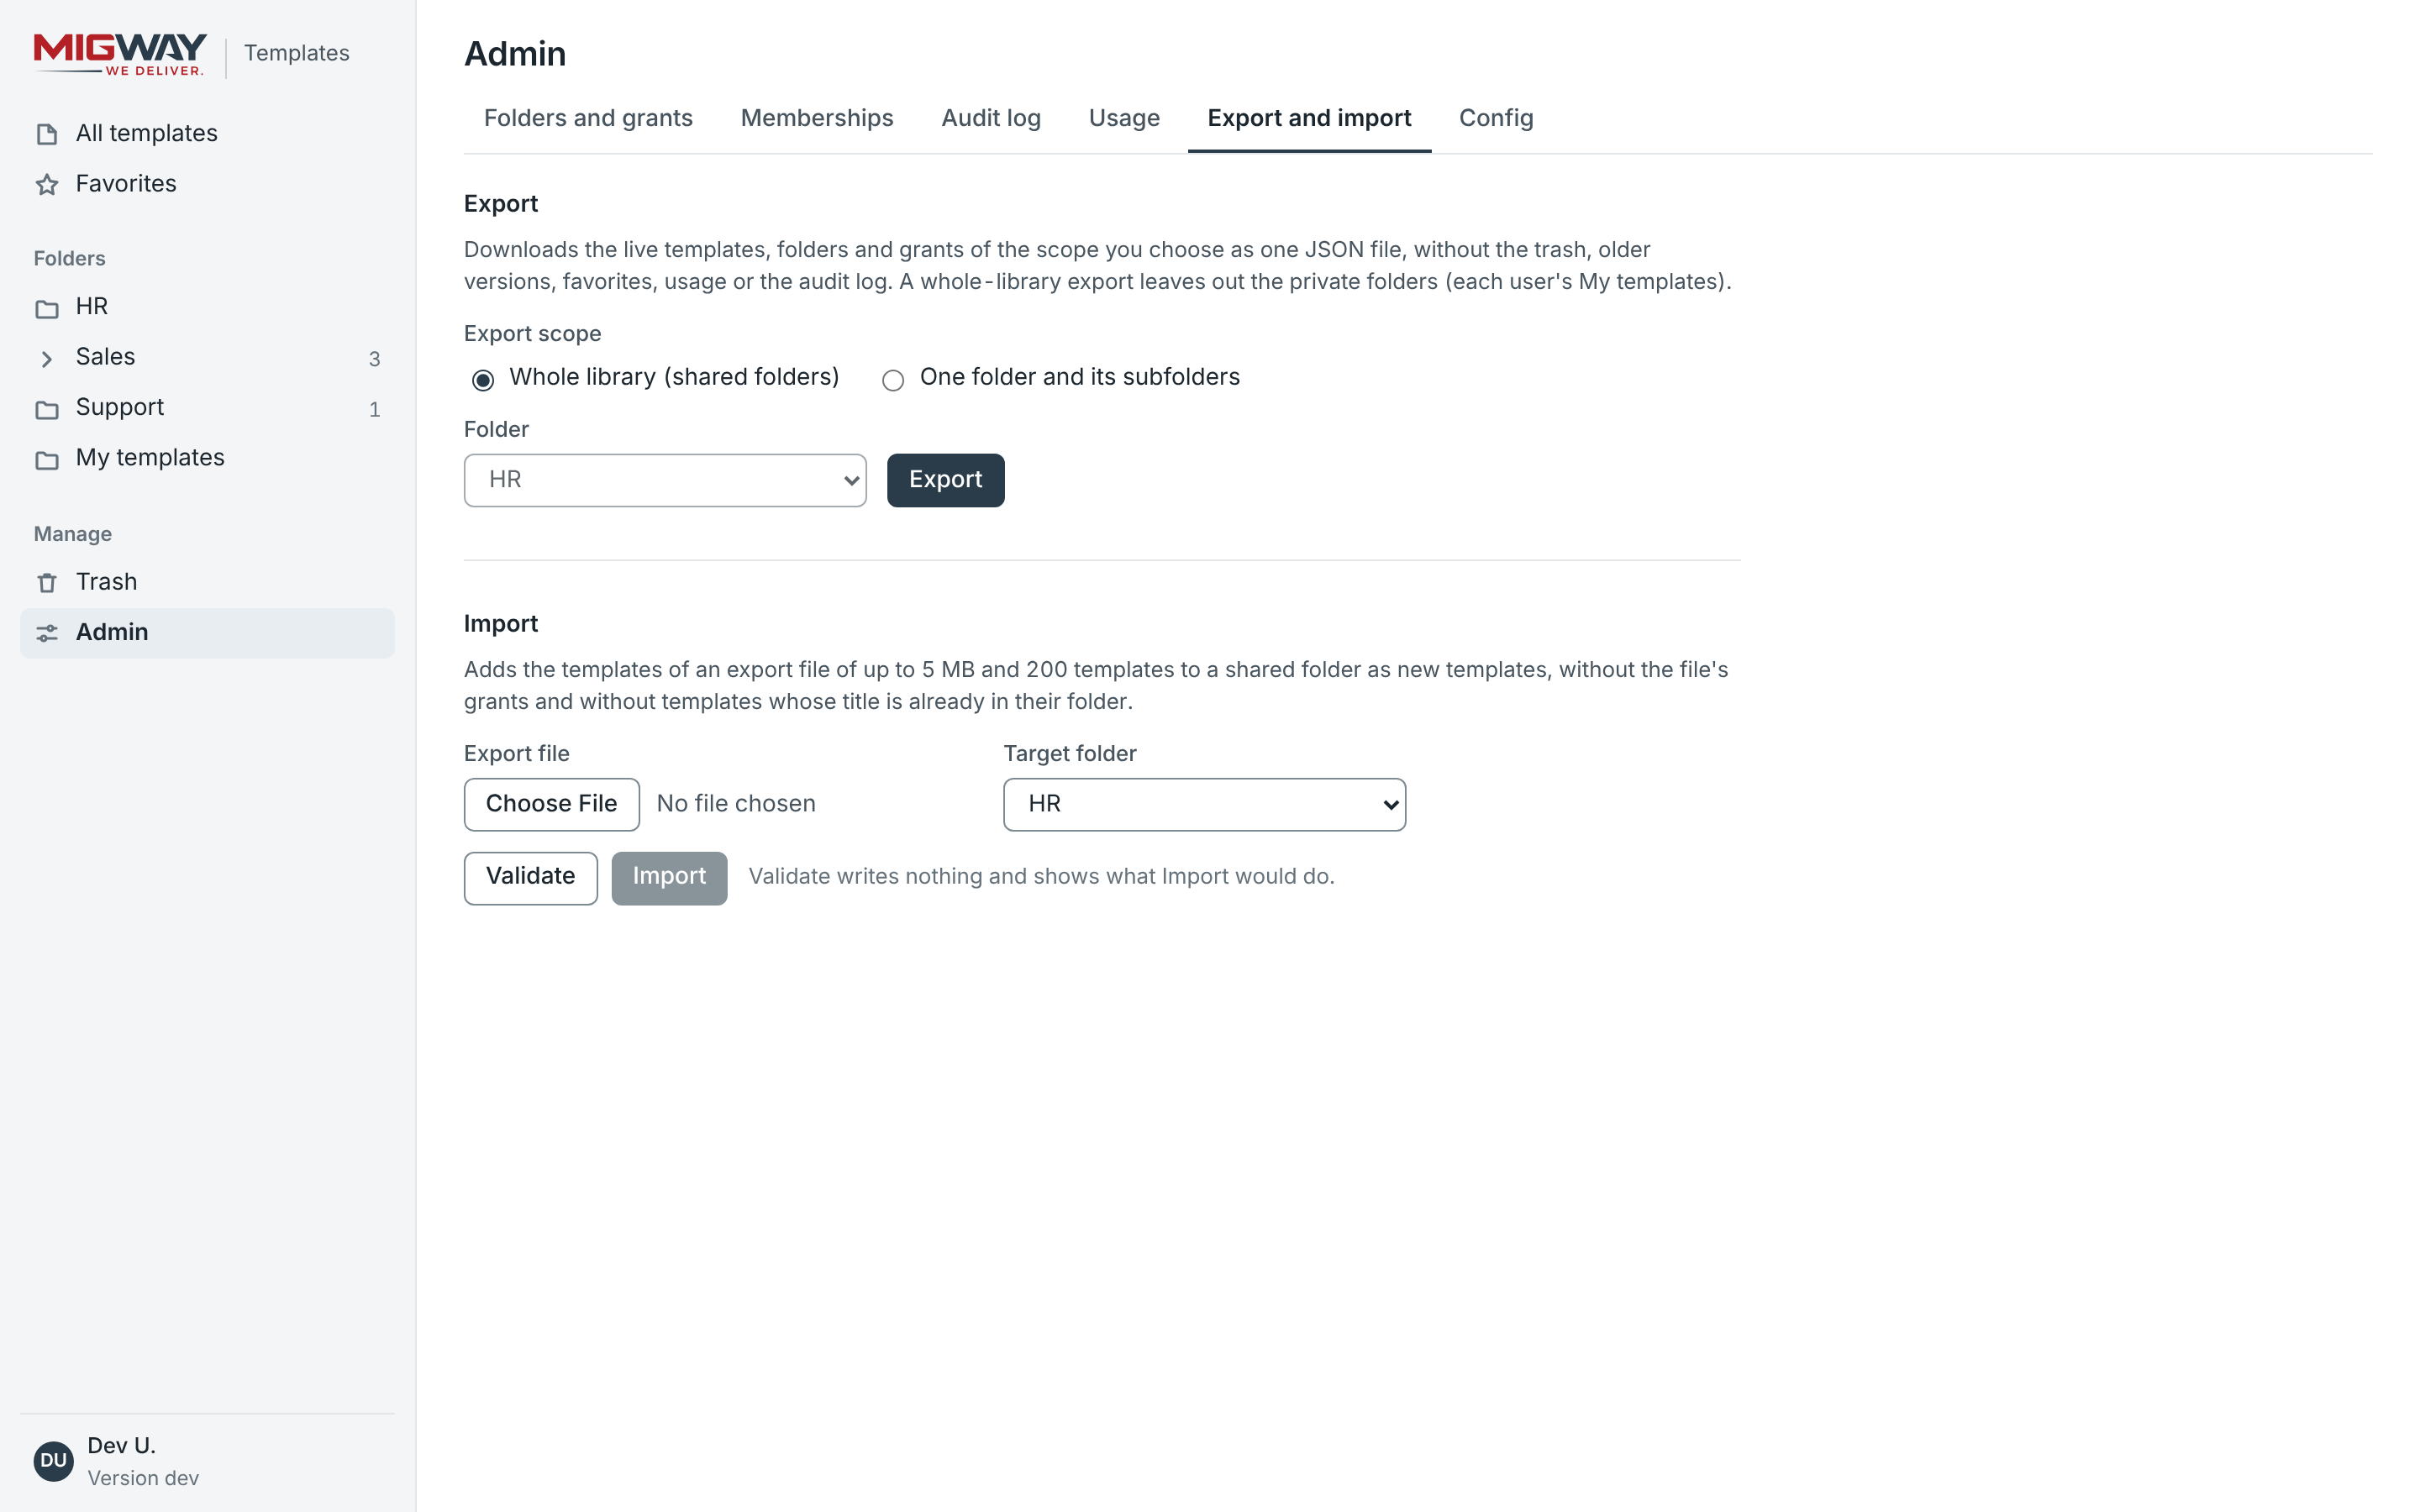 MIGWAY
WE DELIVER.
Templates
All templates
Favorites
Folders
HR
Sales 3
Support 1
My templates
Manage
Trash
Admin
DU
Dev U.
Version dev
Admin
Folders and grants Memberships Audit log Usage Export and import Config
Export
Downloads the live templates, folders and grants of the scope you choose as one JSON file, without the trash, older
versions, favorites, usage or the audit log. A whole-library export leaves out the private folders (each user's My templates).
Export scope
Whole library (shared folders) One folder and its subfolders
Folder
HR Export
Import
Adds the templates of an export file of up to 5 MB and 200 templates to a shared folder as new templates, without the file's
grants and without templates whose title is already in their folder.
Export file Target folder
Choose File No file chosen HR
Validate Import Validate writes nothing and shows what Import would do.